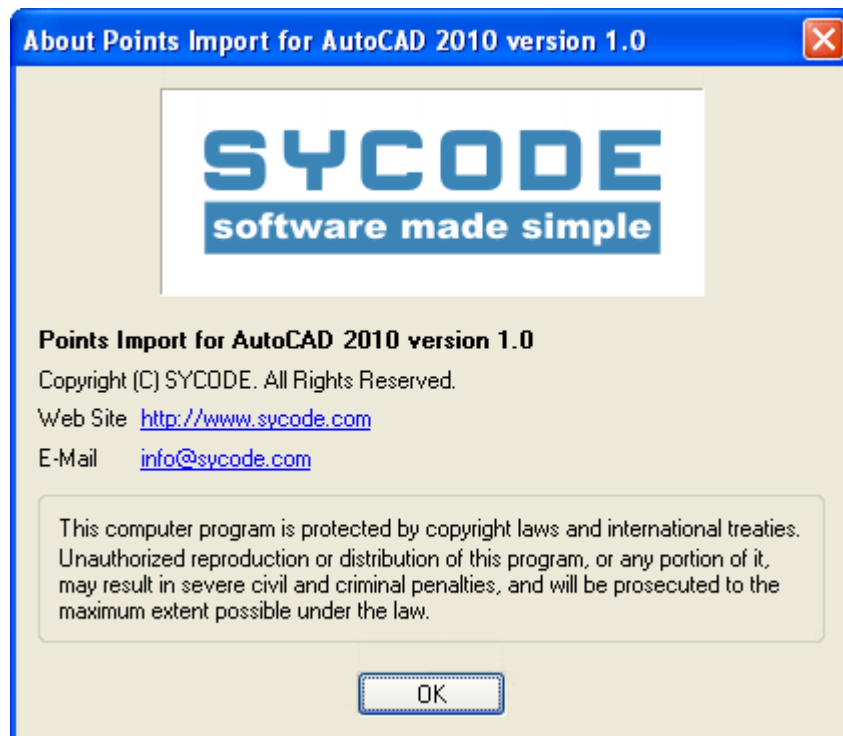 About Points Import for AutoCAD 2010 version 1.0
SYCODE
software made simple
Points Import for AutoCAD 2010 version 1.0
Copyright (C) SYCODE. All Rights Reserved.
Web Site http://www.sycode.com
E-Mail info@sycode.com
This computer program is protected by copyright laws and international treaties.
Unauthorized reproduction or distribution of this program, or any portion of it,
may result in severe civil and criminal penalties, and will be prosecuted to the
maximum extent possible under the law.
OK